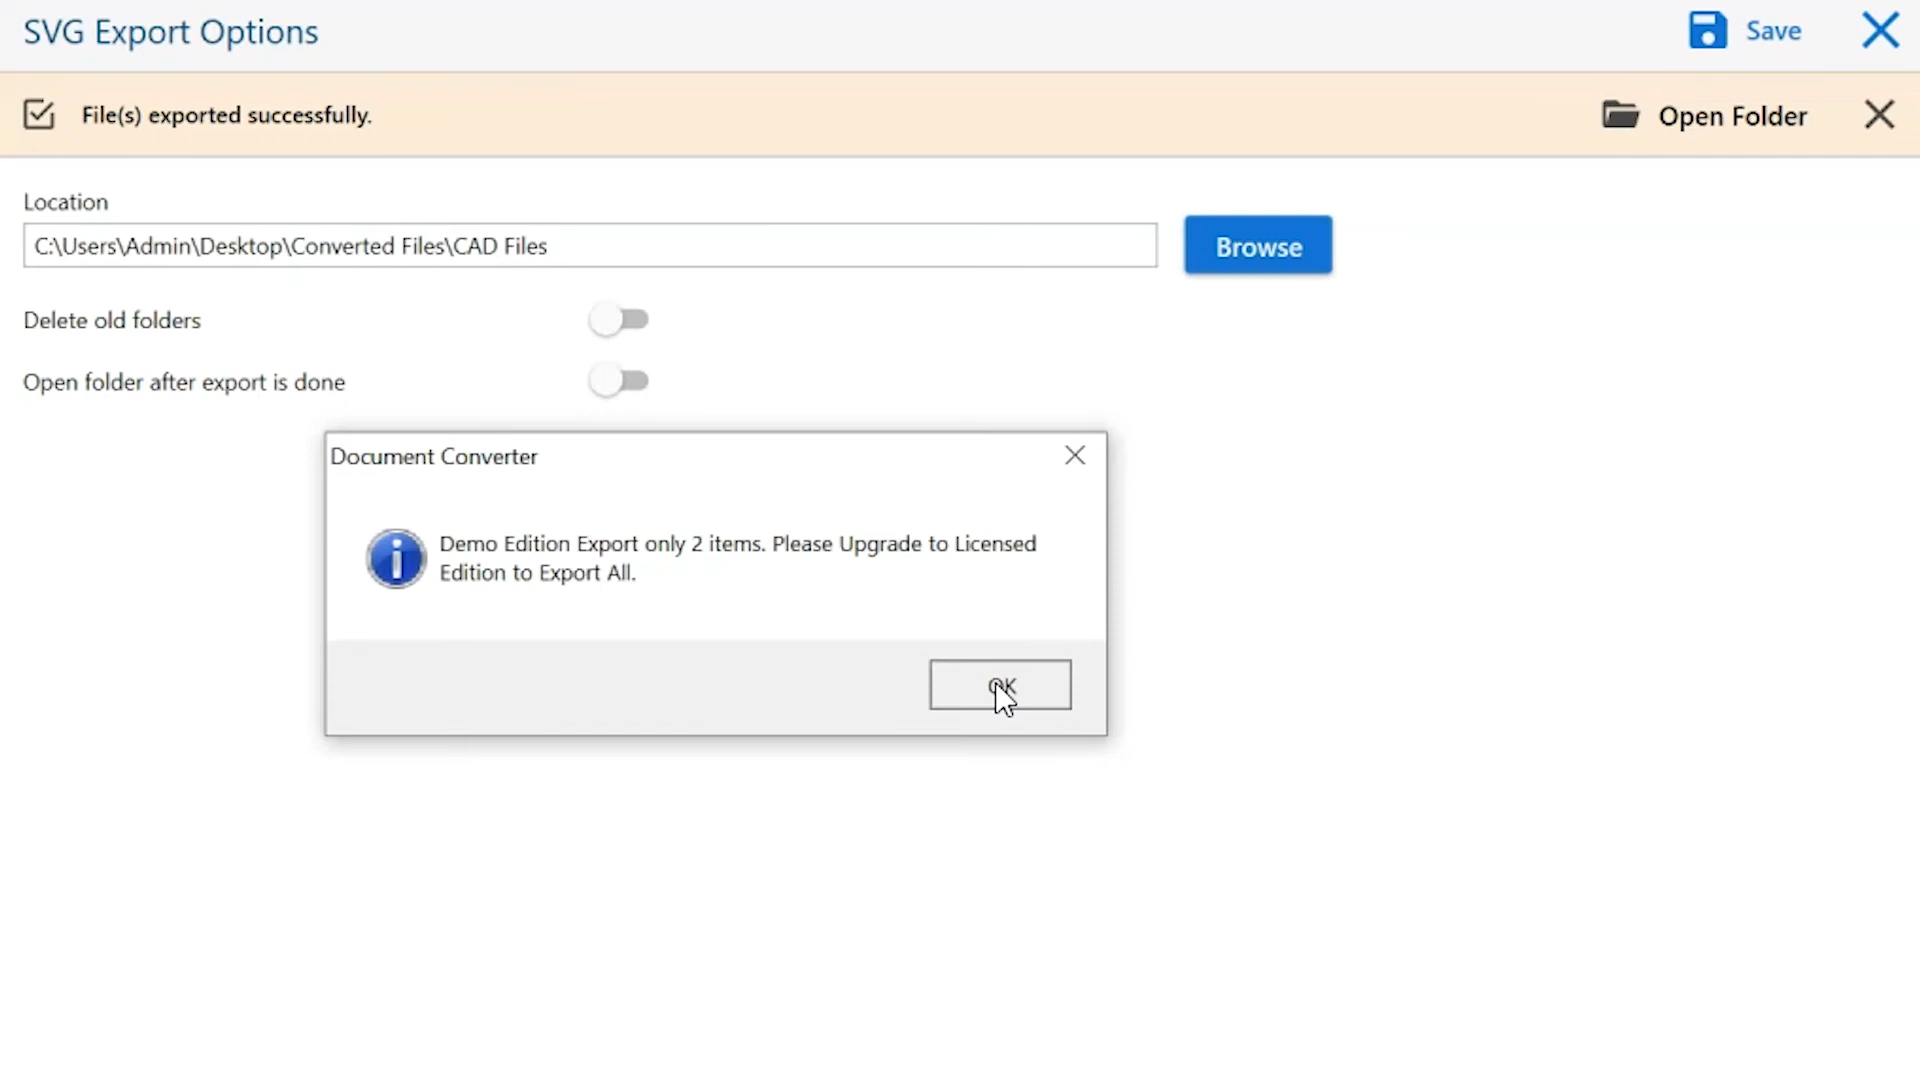 SVG Export Options
Save
File(s) exported successfully.
Open Folder
Location
C:\Users\Admin\Desktop\Converted Files\CAD Files
Browse
Delete old folders
Open folder after export is done
Document Converter
Demo Edition Export only 2 items. Please Upgrade to Licensed
Edition to Export All.
OK